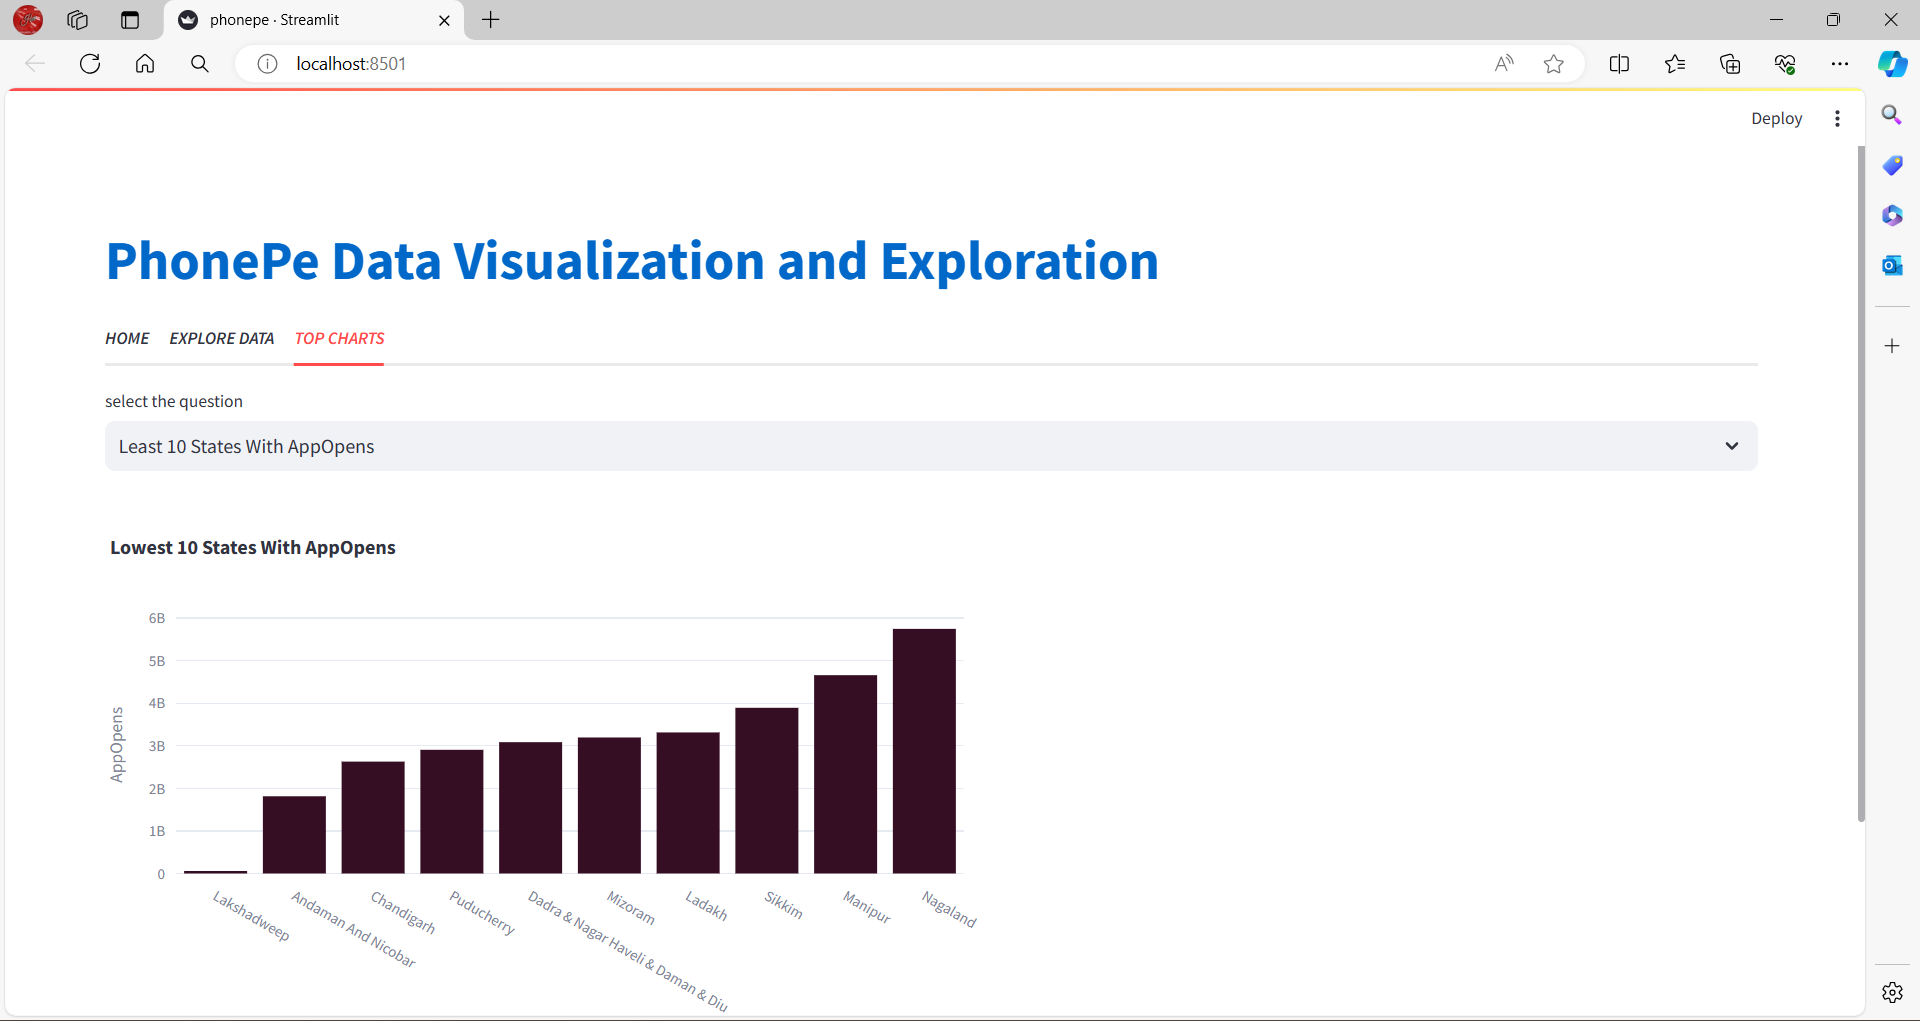 phonepe · Streamlit
localhost:8501
Deploy
PhonePe Data Visualization and Exploration
HOME EXPLORE DATA TOP CHARTS
select the question
Least 10 States With AppOpens
Lowest 10 States With AppOpens
6B
5B
4B
3B
2B
1B
0
AppOpens
Lakshadweep
Andaman And Nicobar
Chandigarh
Puducherry
Dadra & Nagar Haveli & Daman & Diu
Mizoram
Ladakh
Sikkim
Manipur
Nagaland